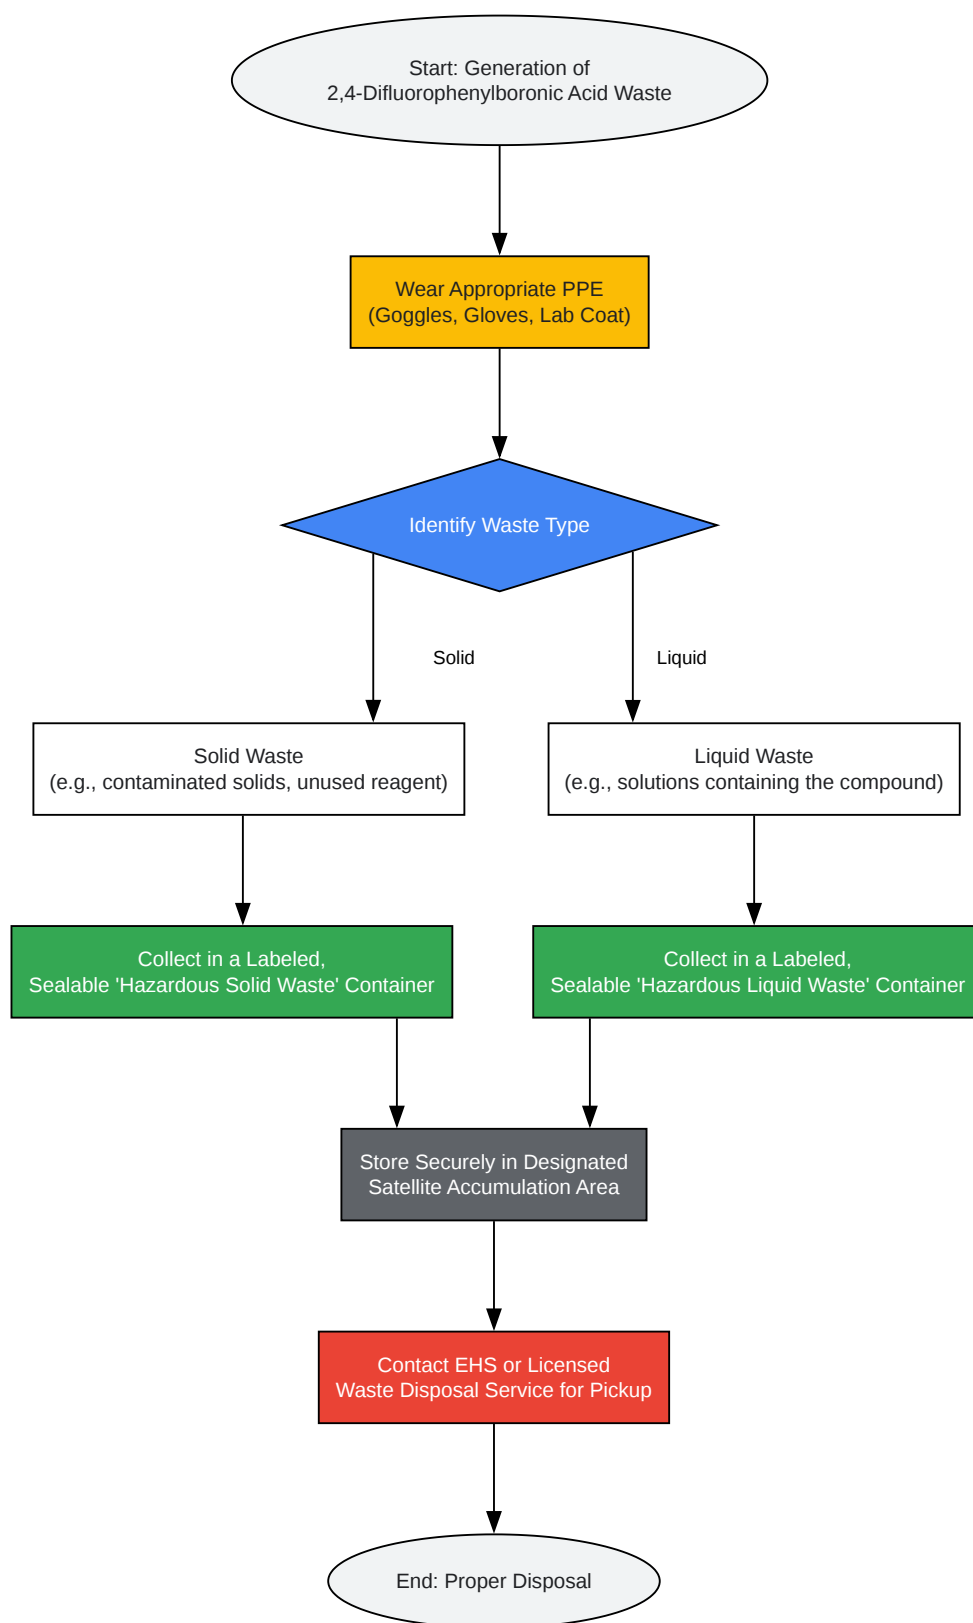 Start: Generation of
2,4-Difluorophenylboronic Acid Waste
Wear Appropriate PPE
(Goggles, Gloves, Lab Coat)
Identify Waste Type
Solid
Liquid
Solid Waste
(e.g., contaminated solids, unused reagent)
Liquid Waste
(e.g., solutions containing the compound)
Collect in a Labeled,
Sealable 'Hazardous Solid Waste' Container
Collect in a Labeled,
Sealable 'Hazardous Liquid Waste' Container
Store Securely in Designated
Satellite Accumulation Area
Contact EHS or Licensed
Waste Disposal Service for Pickup
End: Proper Disposal